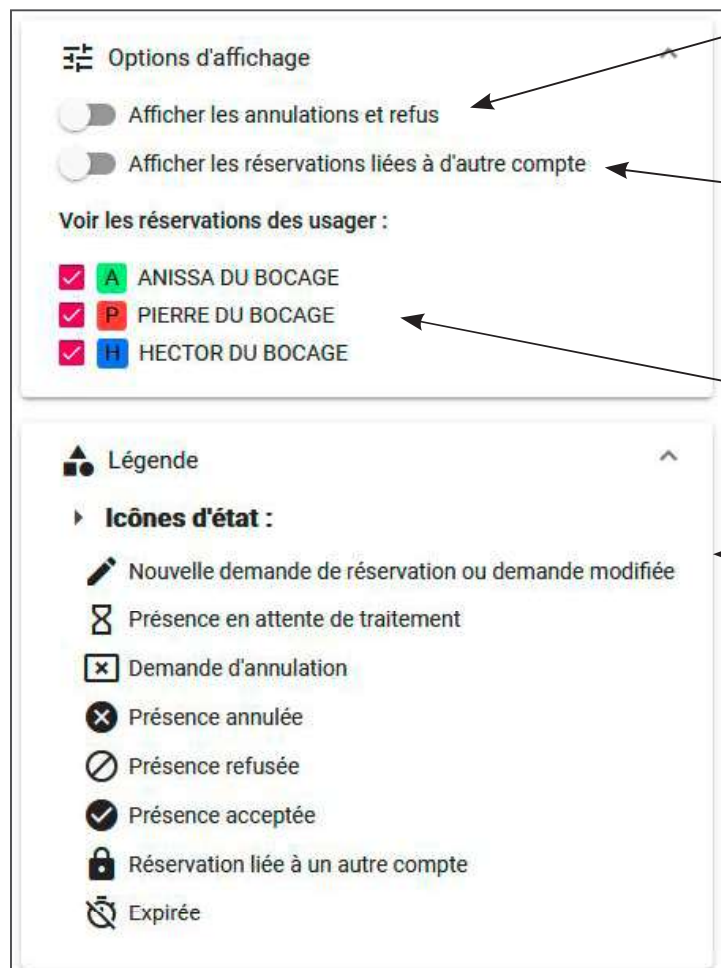 Options d'affichage
Afficher les annulations et refus
Afficher les réservations liées à d'autre compte
Voir les réservations des usager :
A ANISSA DU BOCAGE
P PIERRE DU BOCAGE
H HECTOR DU BOCAGE
Légende
Icônes d'état :
Nouvelle demande de réservation ou demande modifiée
Présence en attente de traitement
Demande d'annulation
Présence annulée
Présence refusée
Présence acceptée
Réservation liée à un autre compte
Expirée